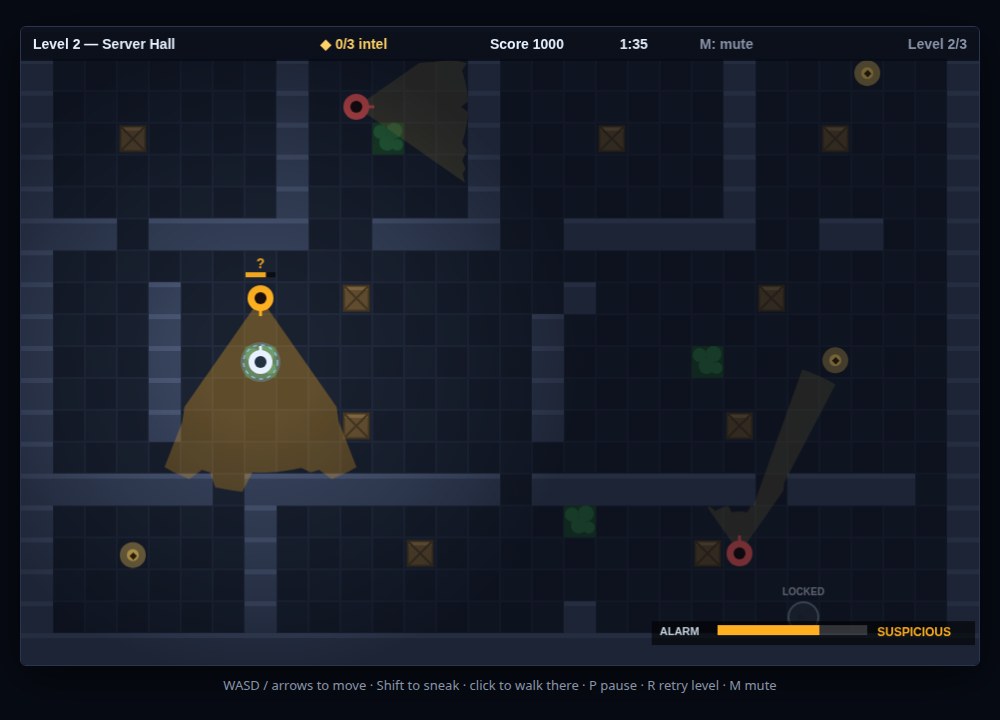 Level 2 — Server Hall ◆ 0/3 intel Score 1000 1:35 M: mute Level 2/3
?
LOCKED
ALARM SUSPICIOUS
WASD / arrows to move · Shift to sneak · click to walk there · P pause · R retry level · M mute